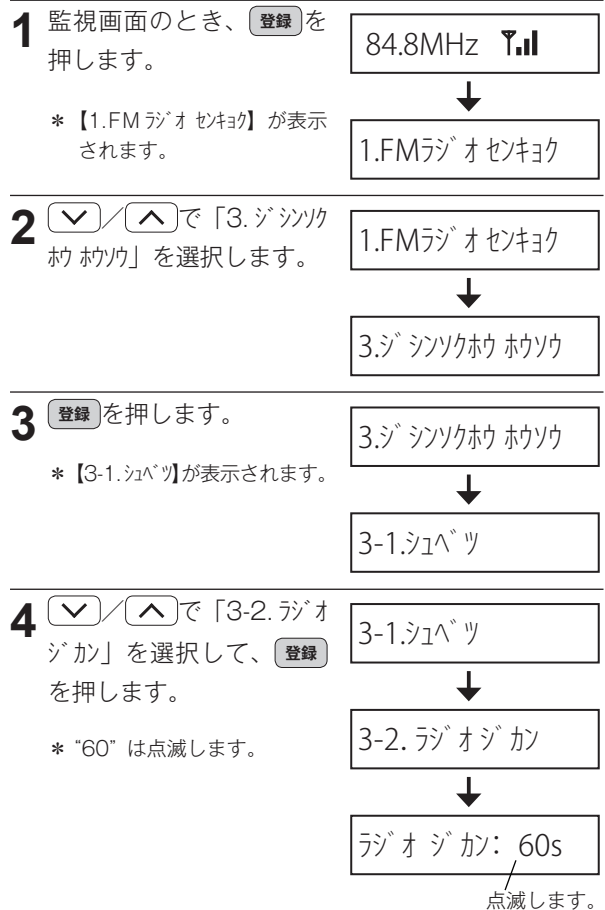 1 監視画面のとき、登録を
押します。
＊【1.FMﾗｼﾞｵ ｾﾝｷｮｸ】が表示
されます。
84.8MHz
1.FMﾗｼﾞｵ ｾﾝｷｮｸ
2 ／で「3.ｼﾞｼﾝｿｸ
ﾎｳ ﾎｳｿｳ」を選択します。
1.FMﾗｼﾞｵ ｾﾝｷｮｸ
3.ｼﾞｼﾝｿｸﾎｳ ﾎｳｿｳ
3 登録を押します。
＊【3-1.ｼｭﾍﾞﾂ】が表示されます。
3.ｼﾞｼﾝｿｸﾎｳ ﾎｳｿｳ
3-1.ｼｭﾍﾞﾂ
4 ／で「3-2.ﾗｼﾞｵ
ｼﾞｶﾝ」を選択して、登録
を押します。
＊“60”は点滅します。
3-1.ｼｭﾍﾞﾂ
3-2. ﾗｼﾞｵｼﾞｶﾝ
ﾗｼﾞｵ ｼﾞｶﾝ: 60s
点滅します。